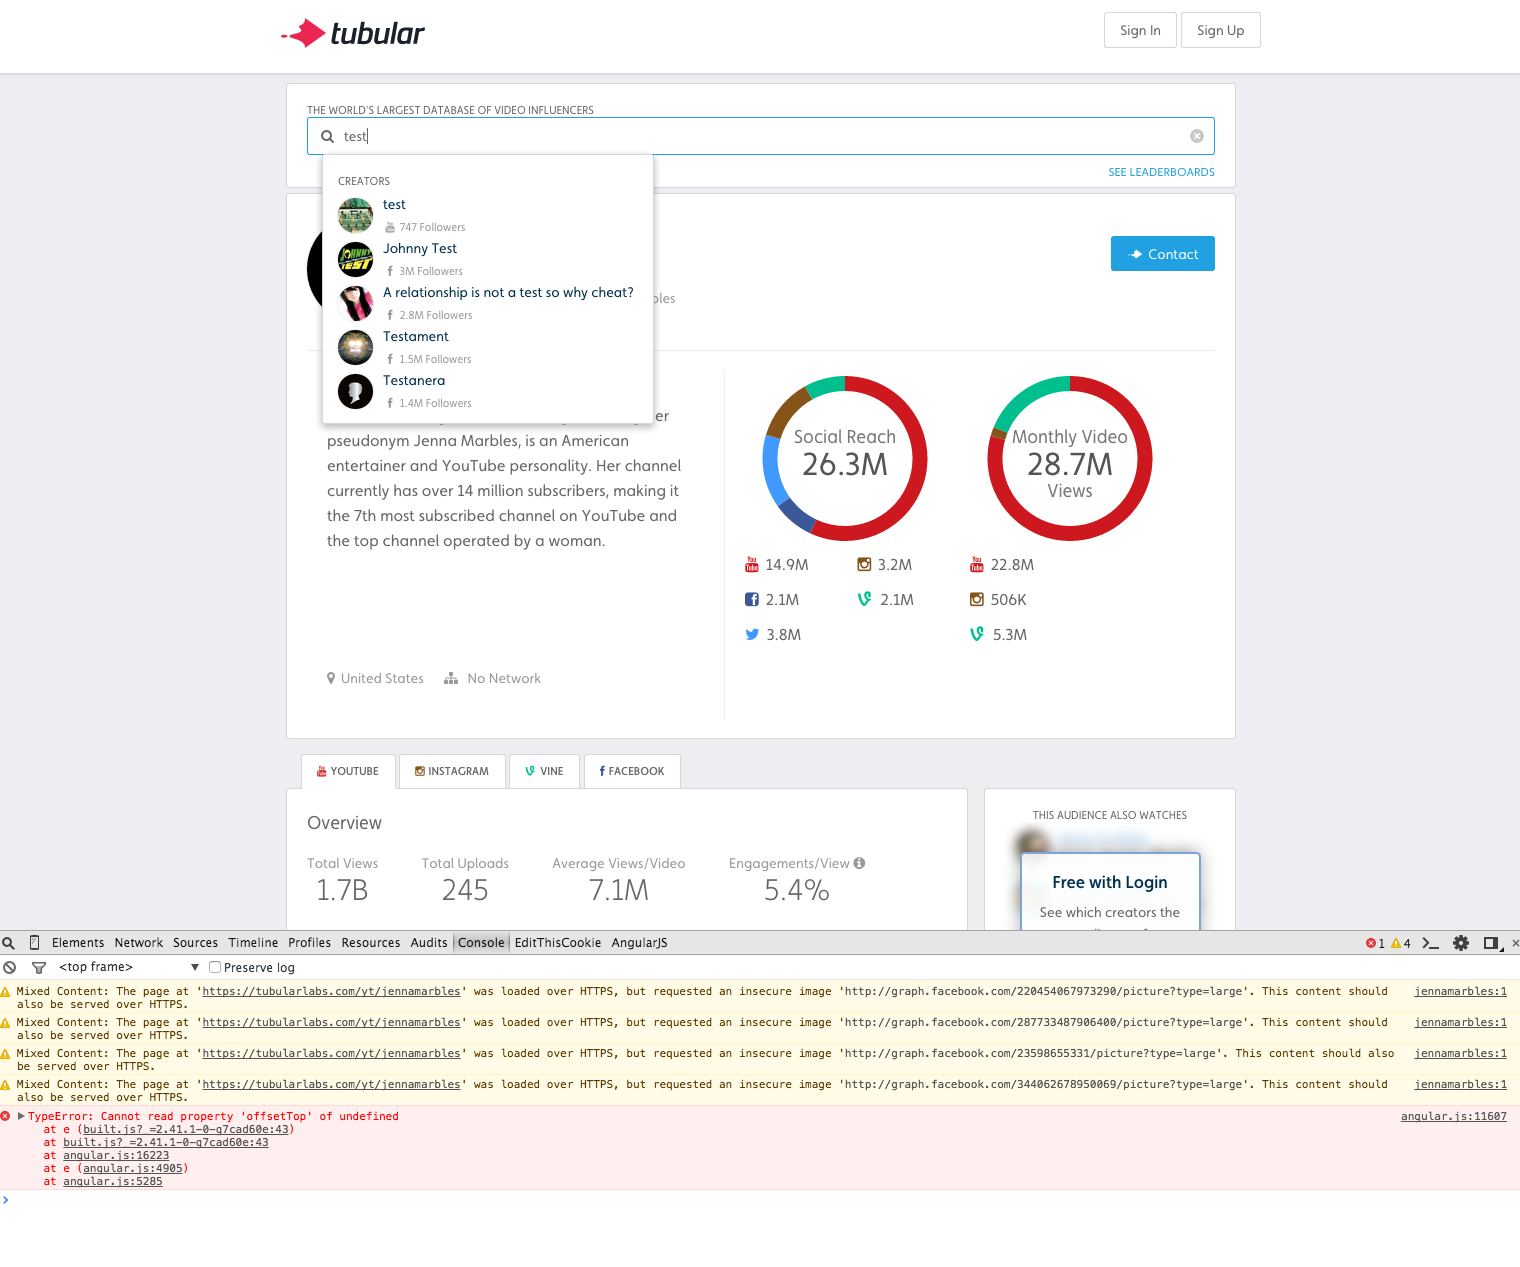 tubular
Sign In
Sign Up
THE WORLD'S LARGEST DATABASE OF VIDEO INFLUENCERS
test
SEE LEADERBOARDS
CREATORS
test
747 Followers
Johnny Test
3M Followers
A relationship is not a test so why cheat?
2.8M Followers
Testament
1.5M Followers
Testanera
1.4M Followers
Contact
bles
er
pseudonym Jenna Marbles, is an American
entertainer and YouTube personality. Her channel
currently has over 14 million subscribers, making it
the 7th most subscribed channel on YouTube and
the top channel operated by a woman.
United States
No Network
Social Reach
26.3M
You Tube 14.9M
3.2M
2.1M
2.1M
3.8M
Monthly Video
28.7M
Views
You Tube 22.8M
506K
5.3M
YOUTUBE
INSTAGRAM
VINE
FACEBOOK
Overview
Total Views
1.7B
Total Uploads
245
Average Views/Video
7.1M
Engagements/View
5.4%
THIS AUDIENCE ALSO WATCHES
Free with Login
See which creators the
Elements Network Sources Timeline Profiles Resources Audits Console EditThisCookie AngularJS
1 4
<top frame>
Preserve log
Mixed Content: The page at 'https://tubularlabs.com/yt/jennamarbles' was loaded over HTTPS, but requested an insecure image 'http://graph.facebook.com/220454067973290/picture?type=large'. This content should jennamarbles:1
also be served over HTTPS.
Mixed Content: The page at 'https://tubularlabs.com/yt/jennamarbles' was loaded over HTTPS, but requested an insecure image 'http://graph.facebook.com/287733487906400/picture?type=large'. This content should jennamarbles:1
also be served over HTTPS.
Mixed Content: The page at 'https://tubularlabs.com/yt/jennamarbles' was loaded over HTTPS, but requested an insecure image 'http://graph.facebook.com/23598655331/picture?type=large'. This content should also jennamarbles:1
be served over HTTPS.
Mixed Content: The page at 'https://tubularlabs.com/yt/jennamarbles' was loaded over HTTPS, but requested an insecure image 'http://graph.facebook.com/344062678950069/picture?type=large'. This content should jennamarbles:1
also be served over HTTPS.
TypeError: Cannot read property 'offsetTop' of undefined angular.js:11607
at e (built.js?_=2.41.1-0-g7cad60e:43)
at built.js?_=2.41.1-0-g7cad60e:43
at angular.js:16223
at e (angular.js:4905)
at angular.js:5285